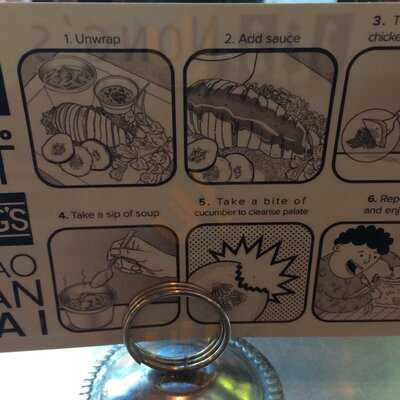 1. Unwrap
2. Add sauce
3. T
chicke
4. Take a sip of soup
5. Take a bite of
cucumber to cleanse palate
6. Rep
and enj
G'S
AO
AN
AI